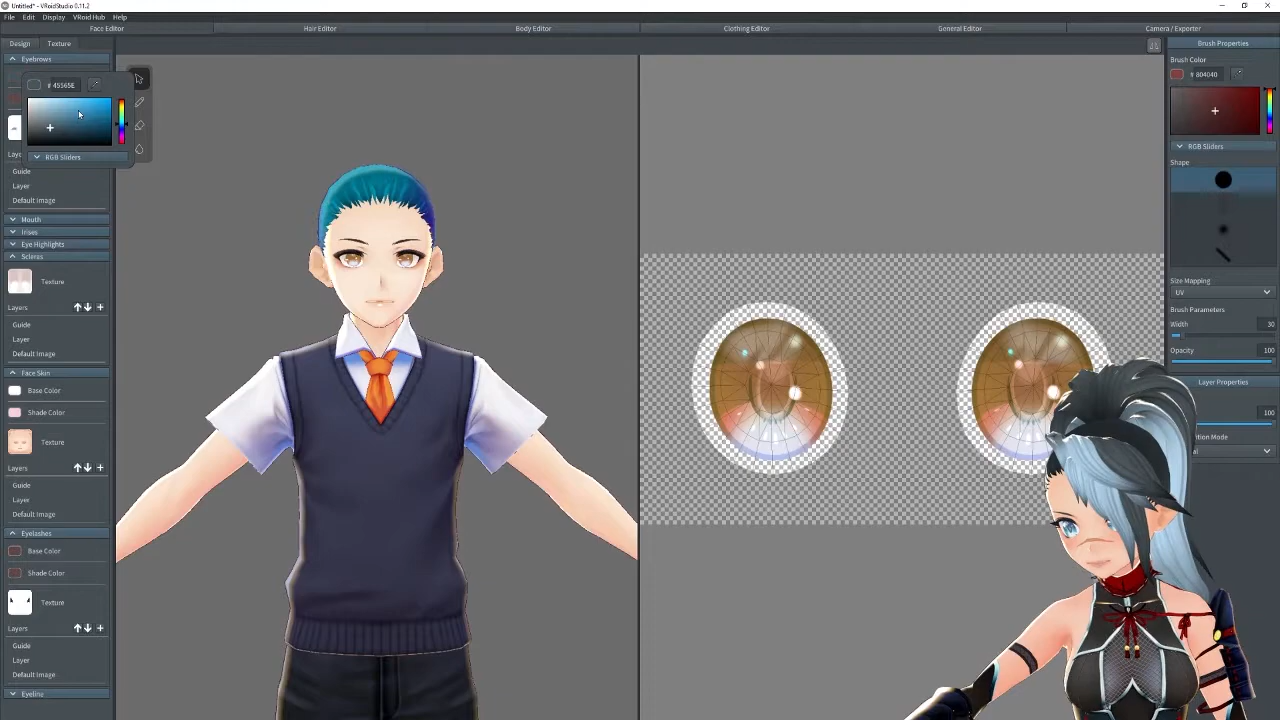 Untitled* - VRoidStudio 0.11.2
File Edit Display VRoid Hub Help
Face Editor Hair Editor Body Editor Clothing Editor General Editor Camera / Exporter
Design Texture
Eyebrows
# 45565E
RGB Sliders
Guide
Layer
Default Image
Mouth
Irises
Eye Highlights
Scleras
Texture
Layers
Guide
Layer
Default Image
Face Skin
Base Color
Shade Color
Texture
Layers
Guide
Layer
Default Image
Eyelashes
Base Color
Shade Color
Texture
Layers
Guide
Layer
Default Image
Eyeline
Brush Properties
Brush Color
# 804040
RGB Sliders
Shape
Size Mapping
UV
Brush Parameters
Width 30
Opacity 100
Layer Properties
100